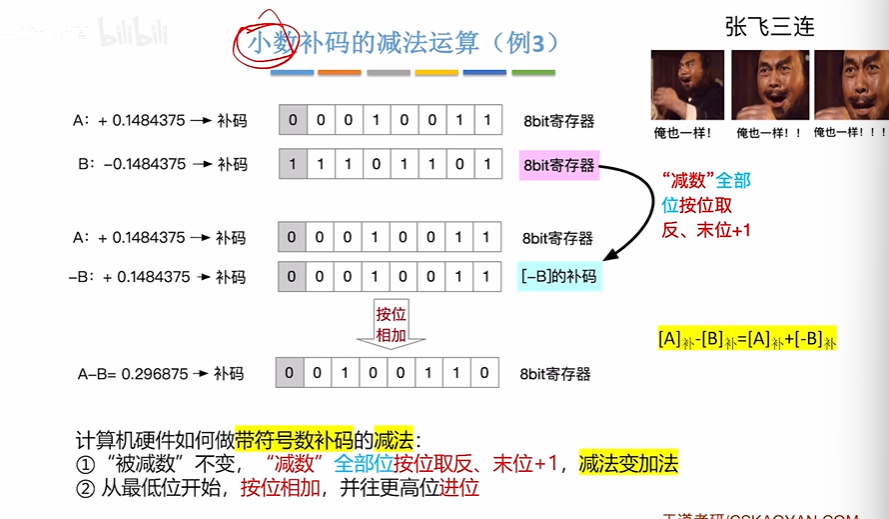 bilibili
小数补码的减法运算（例3）
张飞三连
俺也一样！
俺也一样！！
俺也一样！！！
A：+ 0.1484375 → 补码
0 0 0 1 0 0 1 1
8bit寄存器
B：-0.1484375 → 补码
1 1 1 0 1 1 0 1
8bit寄存器
“减数”全部
位按位取
反、末位+1
A：+ 0.1484375 → 补码
0 0 0 1 0 0 1 1
8bit寄存器
-B：+ 0.1484375 → 补码
0 0 0 1 0 0 1 1
[-B]的补码
按位
相加
[A]补-[B]补=[A]补+[-B]补
A-B= 0.296875 → 补码
0 0 1 0 0 1 1 0
8bit寄存器
计算机硬件如何做带符号数补码的减法：
① “被减数”不变，“减数”全部位按位取反、末位+1，减法变加法
② 从最低位开始，按位相加，并往更高位进位
王道考研/CSKAOYAN.COM